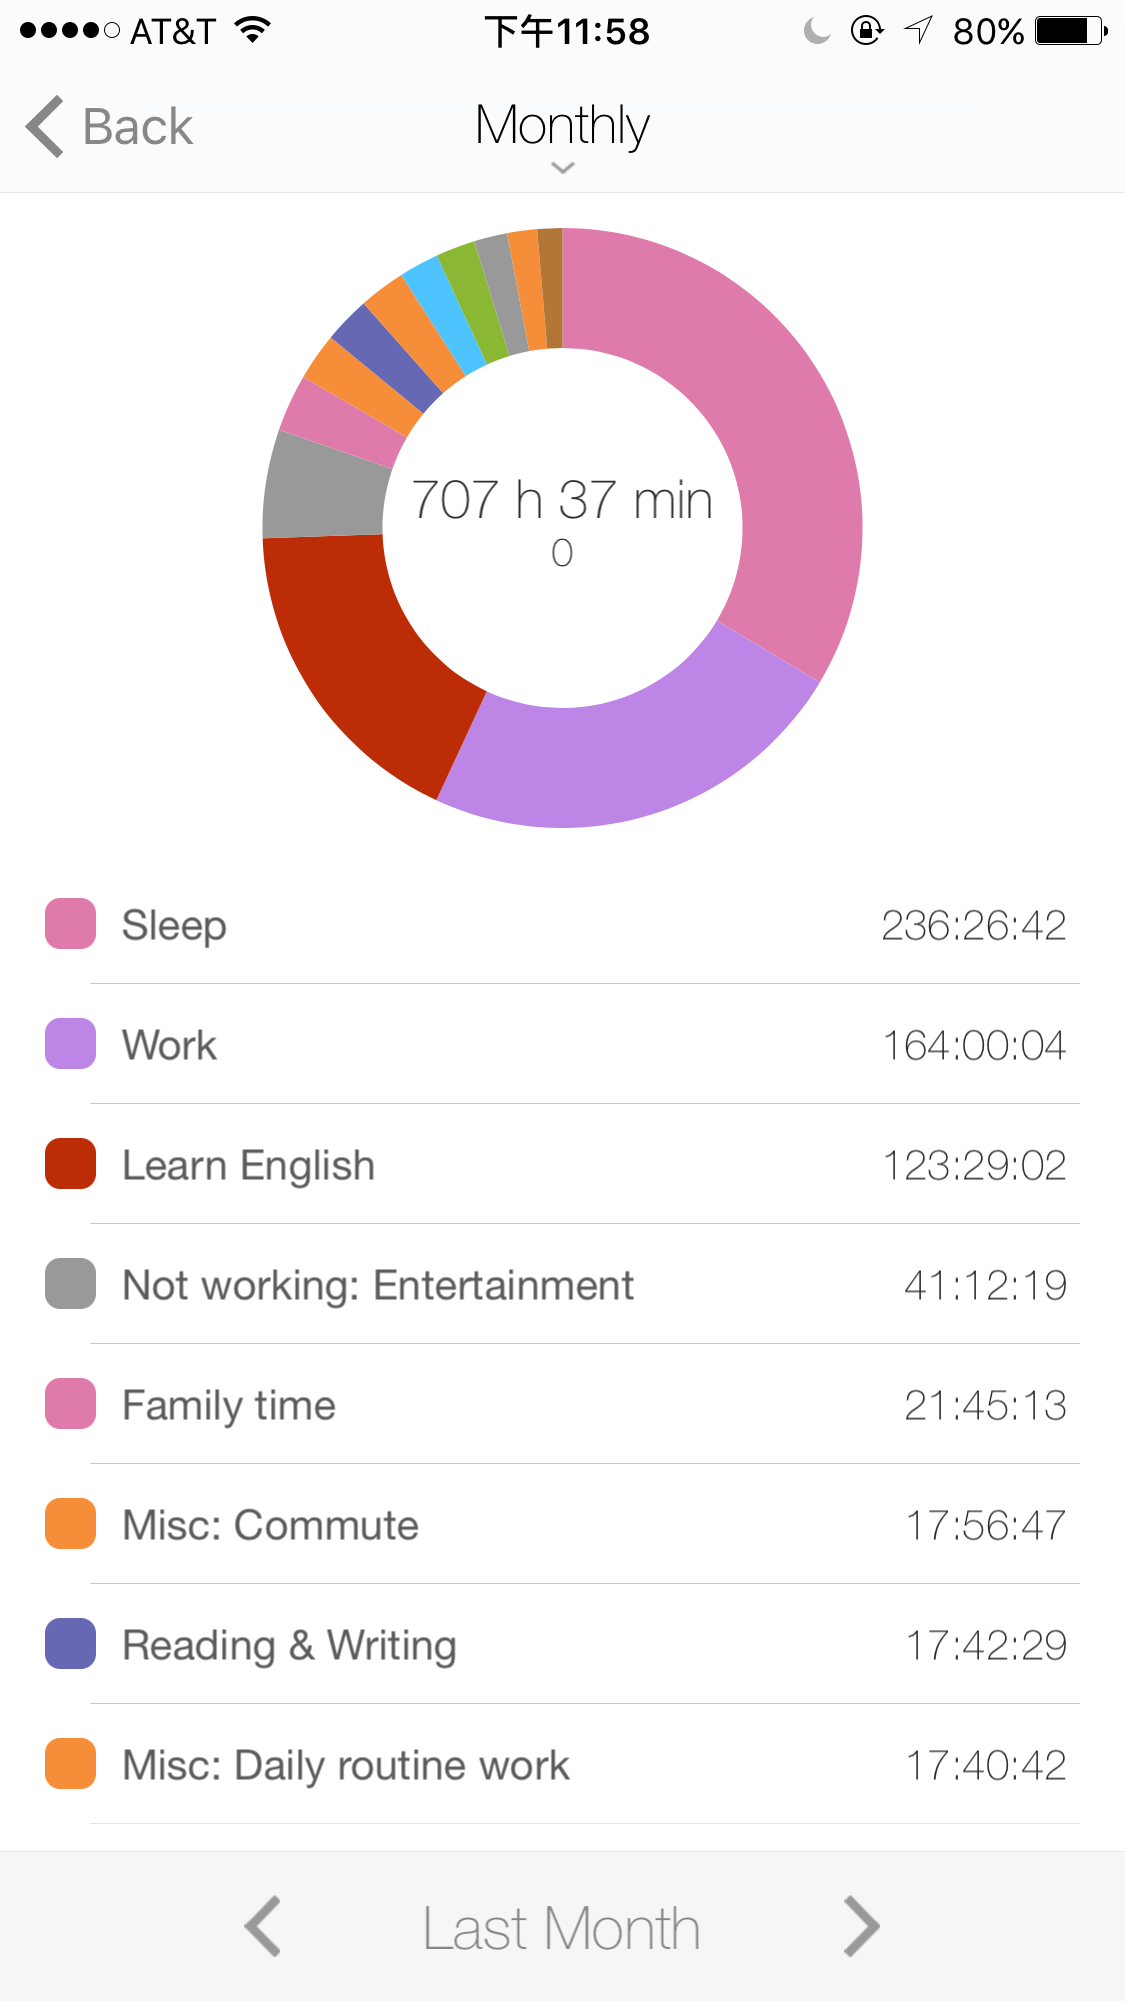 AT&T 下午11:58 80%
Back Monthly
707 h 37 min
0
Sleep 236:26:42
Work 164:00:04
Learn English 123:29:02
Not working: Entertainment 41:12:19
Family time 21:45:13
Misc: Commute 17:56:47
Reading & Writing 17:42:29
Misc: Daily routine work 17:40:42
Last Month